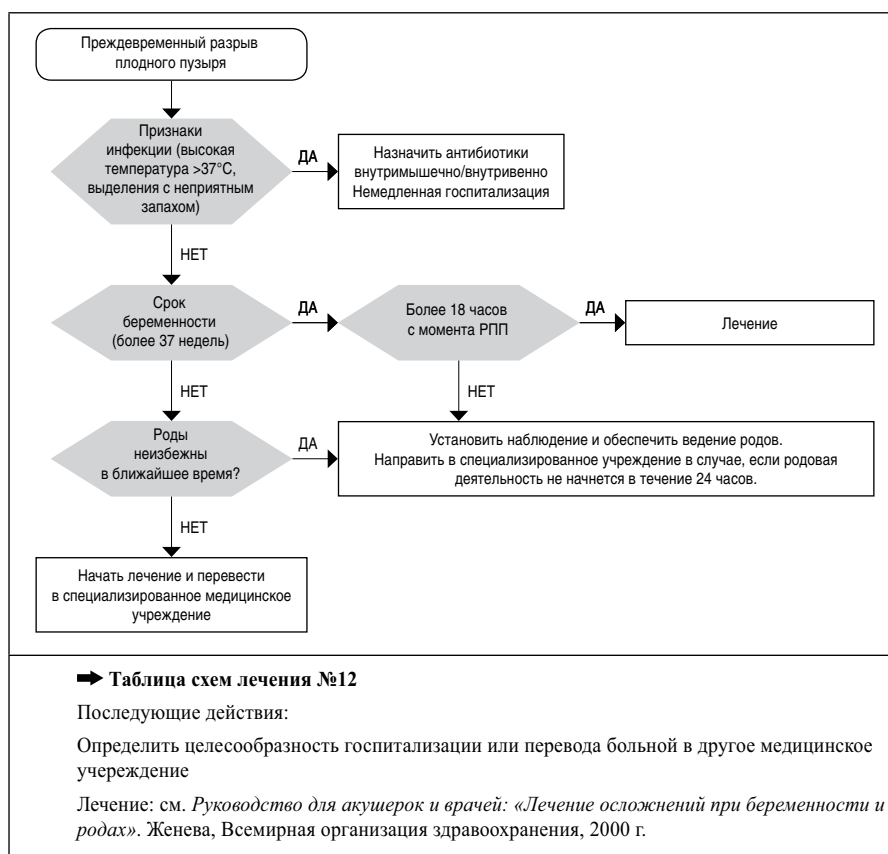 Преждевременный разрыв
плодного пузыря
Признаки
инфекции (высокая
температура >37°C,
выделения с неприятным
запахом)
ДА
Назначить антибиотики
внутримышечно/внутривенно
Немедленная госпитализация
НЕТ
Срок
беременности
(более 37 недель)
ДА
Более 18 часов
с момента РПП
ДА
Лечение
НЕТ
НЕТ
Роды
неизбежны
в ближайшее время?
ДА
Установить наблюдение и обеспечить ведение родов.
Направить в специализированное учреждение в случае, если родовая
деятельность не начнется в течение 24 часов.
НЕТ
Начать лечение и перевести
в специализированное медицинское
учреждение
➡ Таблица схем лечения №12
Последующие действия:
Определить целесообразность госпитализации или перевода больной в другое медицинское
учереждение
Лечение: см. Руководство для акушерок и врачей: «Лечение осложнений при беременности и
родах». Женева, Всемирная организация здравоохранения, 2000 г.